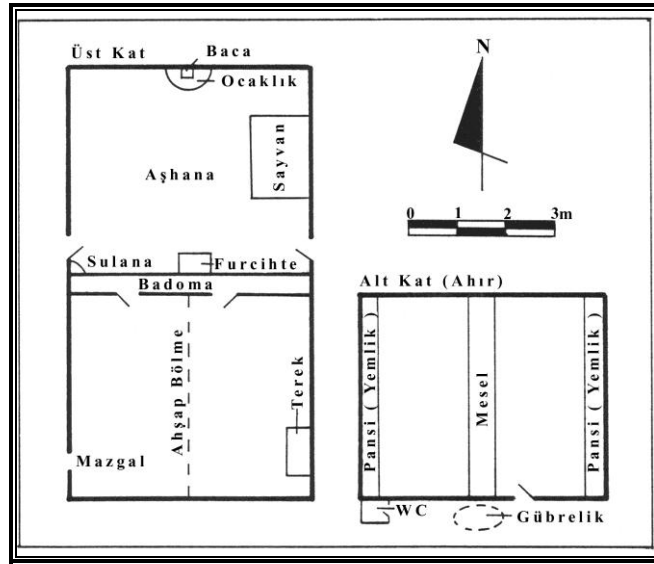 Üst Kat
Baca
Ocaklık
Sayvan
Aşhana
Sulana
Furcihte
Badoma
Ahşap Bölme
Terek
Mazgal
N
0 1 2 3m
Alt Kat (Ahır)
Pansi ( Yemlik )
Mesel
Pansi ( Yemlik )
WC
Gübrelik